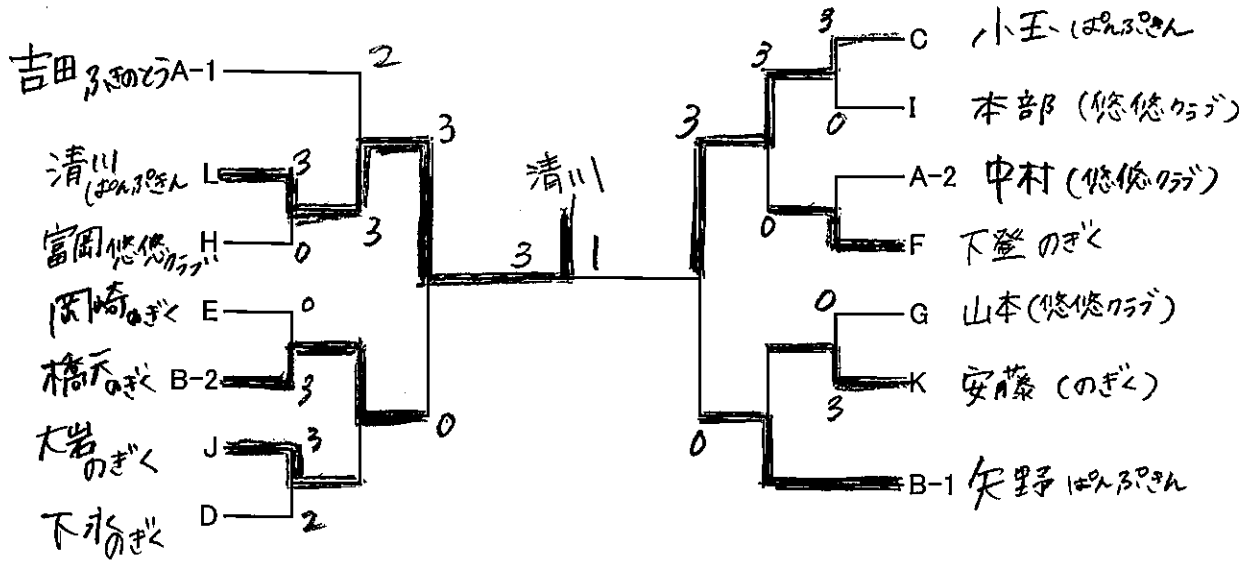 吉田 ふきのとう A-1
2
清川 ぱんぷきん L
3
3
3
富岡 悠悠クラブ H
0
岡崎 のぎく E
0
橋天 のぎく B-2
3
大岩 のぎく J
3
0
下永 のぎく D
2
清川
3
1
3 C 小玉 ぱんぷきん
3
0 I 本部 (悠悠クラブ)
3
A-2 中村 (悠悠クラブ)
0
F 下登 のぎく
0 G 山本 (悠悠クラブ)
3 K 安藤 (のぎく)
0
B-1 矢野 ぱんぷきん